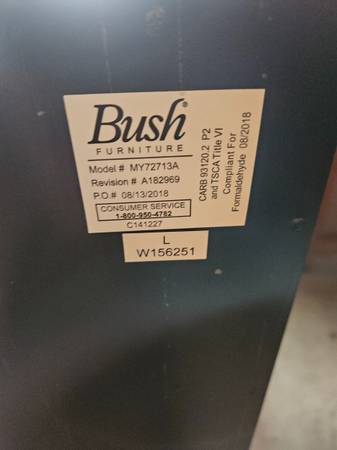 Bush®
FURNITURE
Model # MY72713A
Revision # A182969
P.O.# 08/13/2018
CONSUMER SERVICE
1-800-950-4782
C141227
CARB 93120.2 P2
and TSCA Title VI
Compliant For
Formaldehyde 08/2018
L
W156251